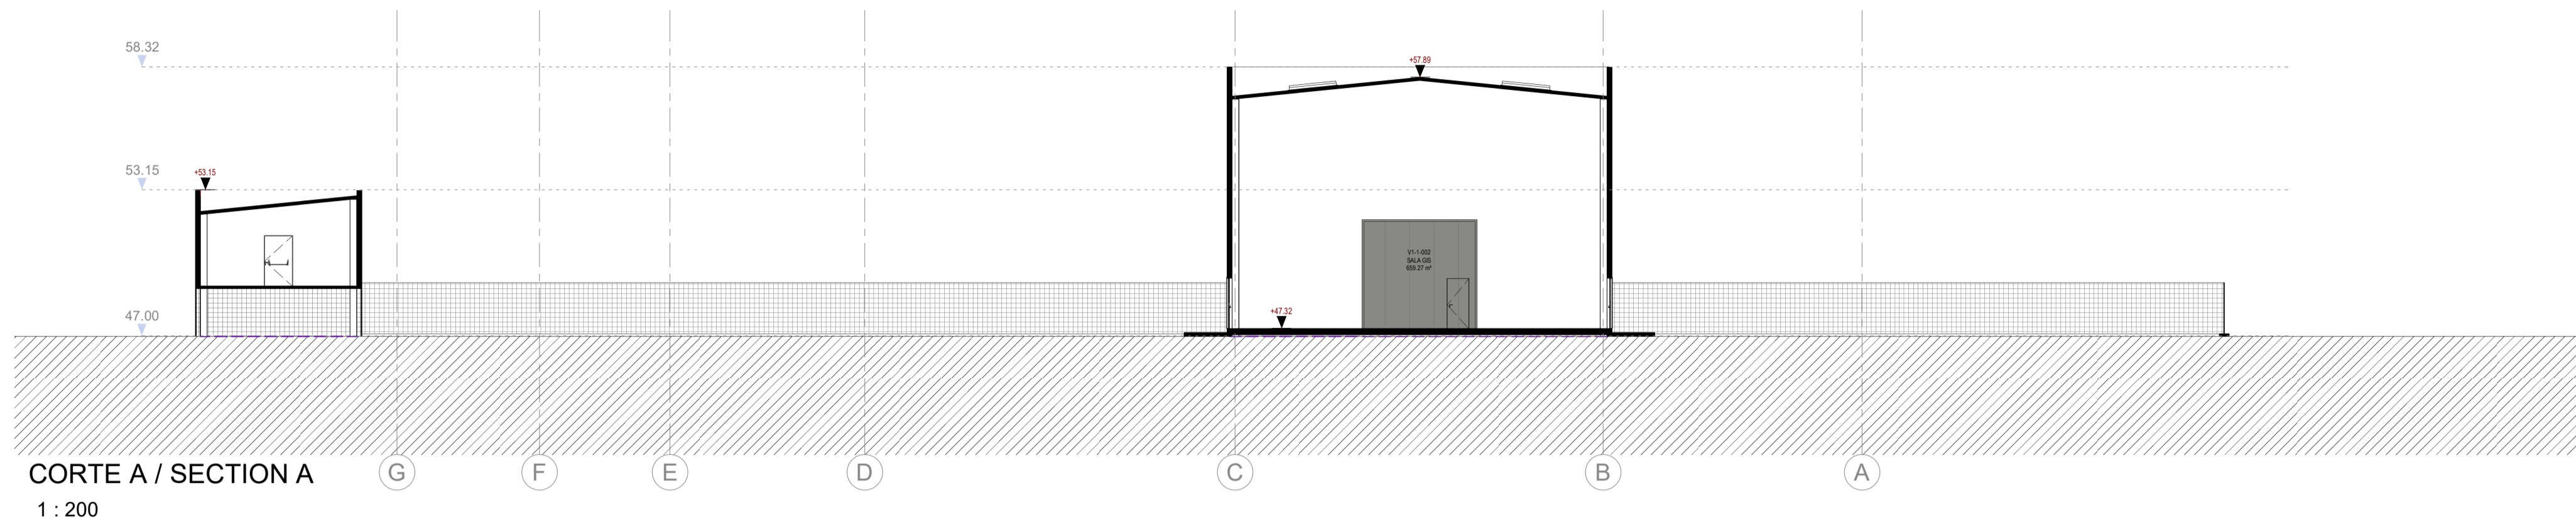 58.32
+57.89
53.15
+53.15
V1-1-002
SALA GIS
659.27 m²
47.00
+47.32
G
F
E
D
C
B
A
CORTE A / SECTION A
1 : 200